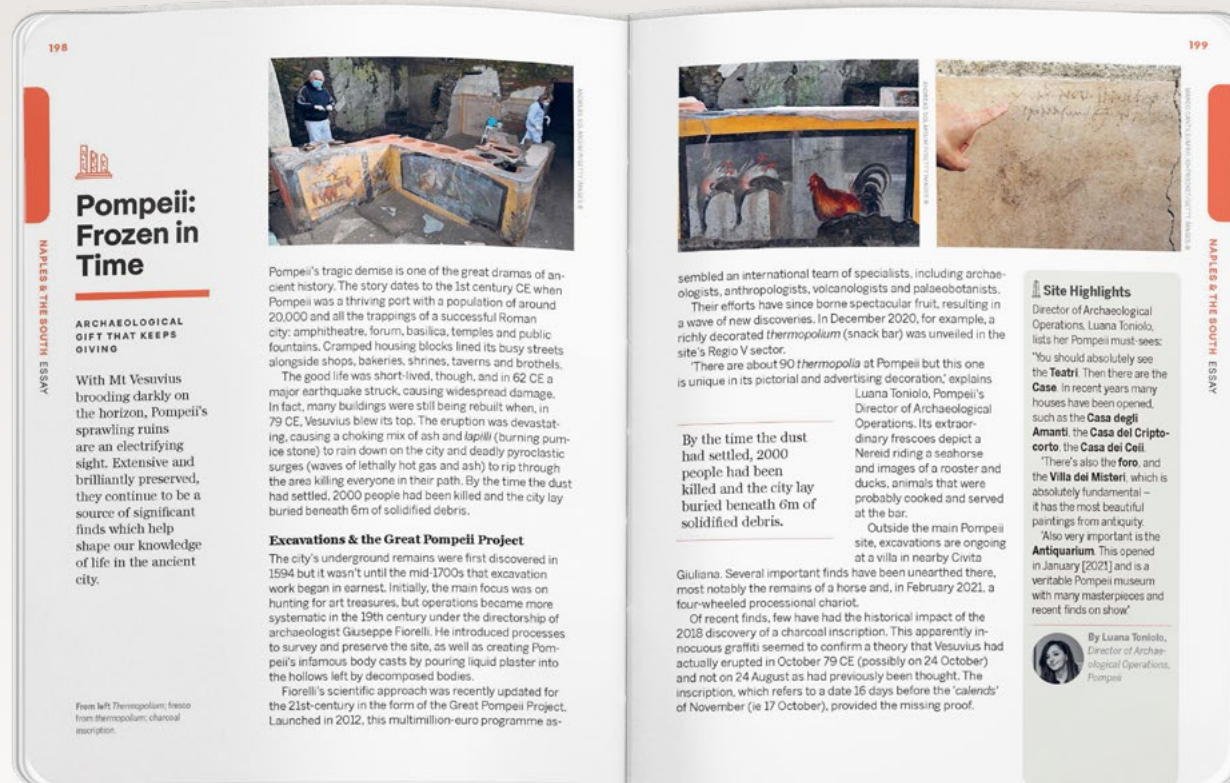 198
Pompeii:
Frozen in
Time
ARCHAEOLOGICAL
GIFT THAT KEEPS
GIVING
With Mt Vesuvius
brooding darkly on
the horizon, Pompeii's
sprawling ruins
are an electrifying
sight. Extensive and
brilliantly preserved,
they continue to be a
source of significant
finds which help
shape our knowledge
of life in the ancient
city.
From left Thermopolium; fresco
from thermopolium; charcoal
inscription.
NAPLES & THE SOUTH ESSAY
Pompeii's tragic demise is one of the great dramas of an-
cient history. The story dates to the 1st century CE when
Pompeii was a thriving port with a population of around
20,000 and all the trappings of a successful Roman
city: amphitheatre, forum, basilica, temples and public
fountains. Cramped housing blocks lined its busy streets
alongside shops, bakeries, shrines, taverns and brothels.
The good life was short-lived, though, and in 62 CE a
major earthquake struck, causing widespread damage.
In fact, many buildings were still being rebuilt when, in
79 CE, Vesuvius blew its top. The eruption was devastat-
ing, causing a choking mix of ash and lapilli (burning pum-
ice stone) to rain down on the city and deadly pyroclastic
surges (waves of lethally hot gas and ash) to rip through
the area killing everyone in their path. By the time the dust
had settled, 2000 people had been killed and the city lay
buried beneath 6m of solidified debris.
Excavations & the Great Pompeii Project
The city's underground remains were first discovered in
1594 but it wasn't until the mid-1700s that excavation
work began in earnest. Initially, the main focus was on
hunting for art treasures, but operations became more
systematic in the 19th century under the directorship of
archaeologist Giuseppe Fiorelli. He introduced processes
to survey and preserve the site, as well as creating Pom-
peii's infamous body casts by pouring liquid plaster into
the hollows left by decomposed bodies.
Fiorelli's scientific approach was recently updated for
the 21st-century in the form of the Great Pompeii Project.
Launched in 2012, this multimillion-euro programme as-
199
sembled an international team of specialists, including archae-
ologists, anthropologists, volcanologists and palaeobotanists.
Their efforts have since borne spectacular fruit, resulting in
a wave of new discoveries. In December 2020, for example, a
richly decorated thermopolium (snack bar) was unveiled in the
site's Regio V sector.
'There are about 90 thermopolia at Pompeii but this one
is unique in its pictorial and advertising decoration,' explains
Luana Toniolo, Pompeii's
Director of Archaeological
Operations. Its extraor-
dinary frescoes depict a
Nereid riding a seahorse
and images of a rooster and
ducks, animals that were
probably cooked and served
at the bar.
Outside the main Pompeii
site, excavations are ongoing
at a villa in nearby Civita
Giuliana. Several important finds have been unearthed there,
most notably the remains of a horse and, in February 2021, a
four-wheeled processional chariot.
Of recent finds, few have had the historical impact of the
2018 discovery of a charcoal inscription. This apparently in-
nocuous graffiti seemed to confirm a theory that Vesuvius had
actually erupted in October 79 CE (possibly on 24 October)
and not on 24 August as had previously been thought. The
inscription, which refers to a date 16 days before the 'calends'
of November (ie 17 October), provided the missing proof.
By the time the dust
had settled, 2000
people had been
killed and the city lay
buried beneath 6m of
solidified debris.
Site Highlights
Director of Archaeological
Operations, Luana Toniolo,
lists her Pompeii must-sees:
'You should absolutely see
the Teatri. Then there are the
Case. In recent years many
houses have been opened,
such as the Casa degli
Amanti, the Casa del Cripto-
corto, the Casa dei Ceii.
'There's also the foro, and
the Villa dei Misteri, which is
absolutely fundamental –
it has the most beautiful
paintings from antiquity.
'Also very important is the
Antiquarium. This opened
in January [2021] and is a
veritable Pompeii museum
with many masterpieces and
recent finds on show.'
By Luana Toniolo,
Director of Archae-
ological Operations,
Pompeii
NAPLES & THE SOUTH ESSAY